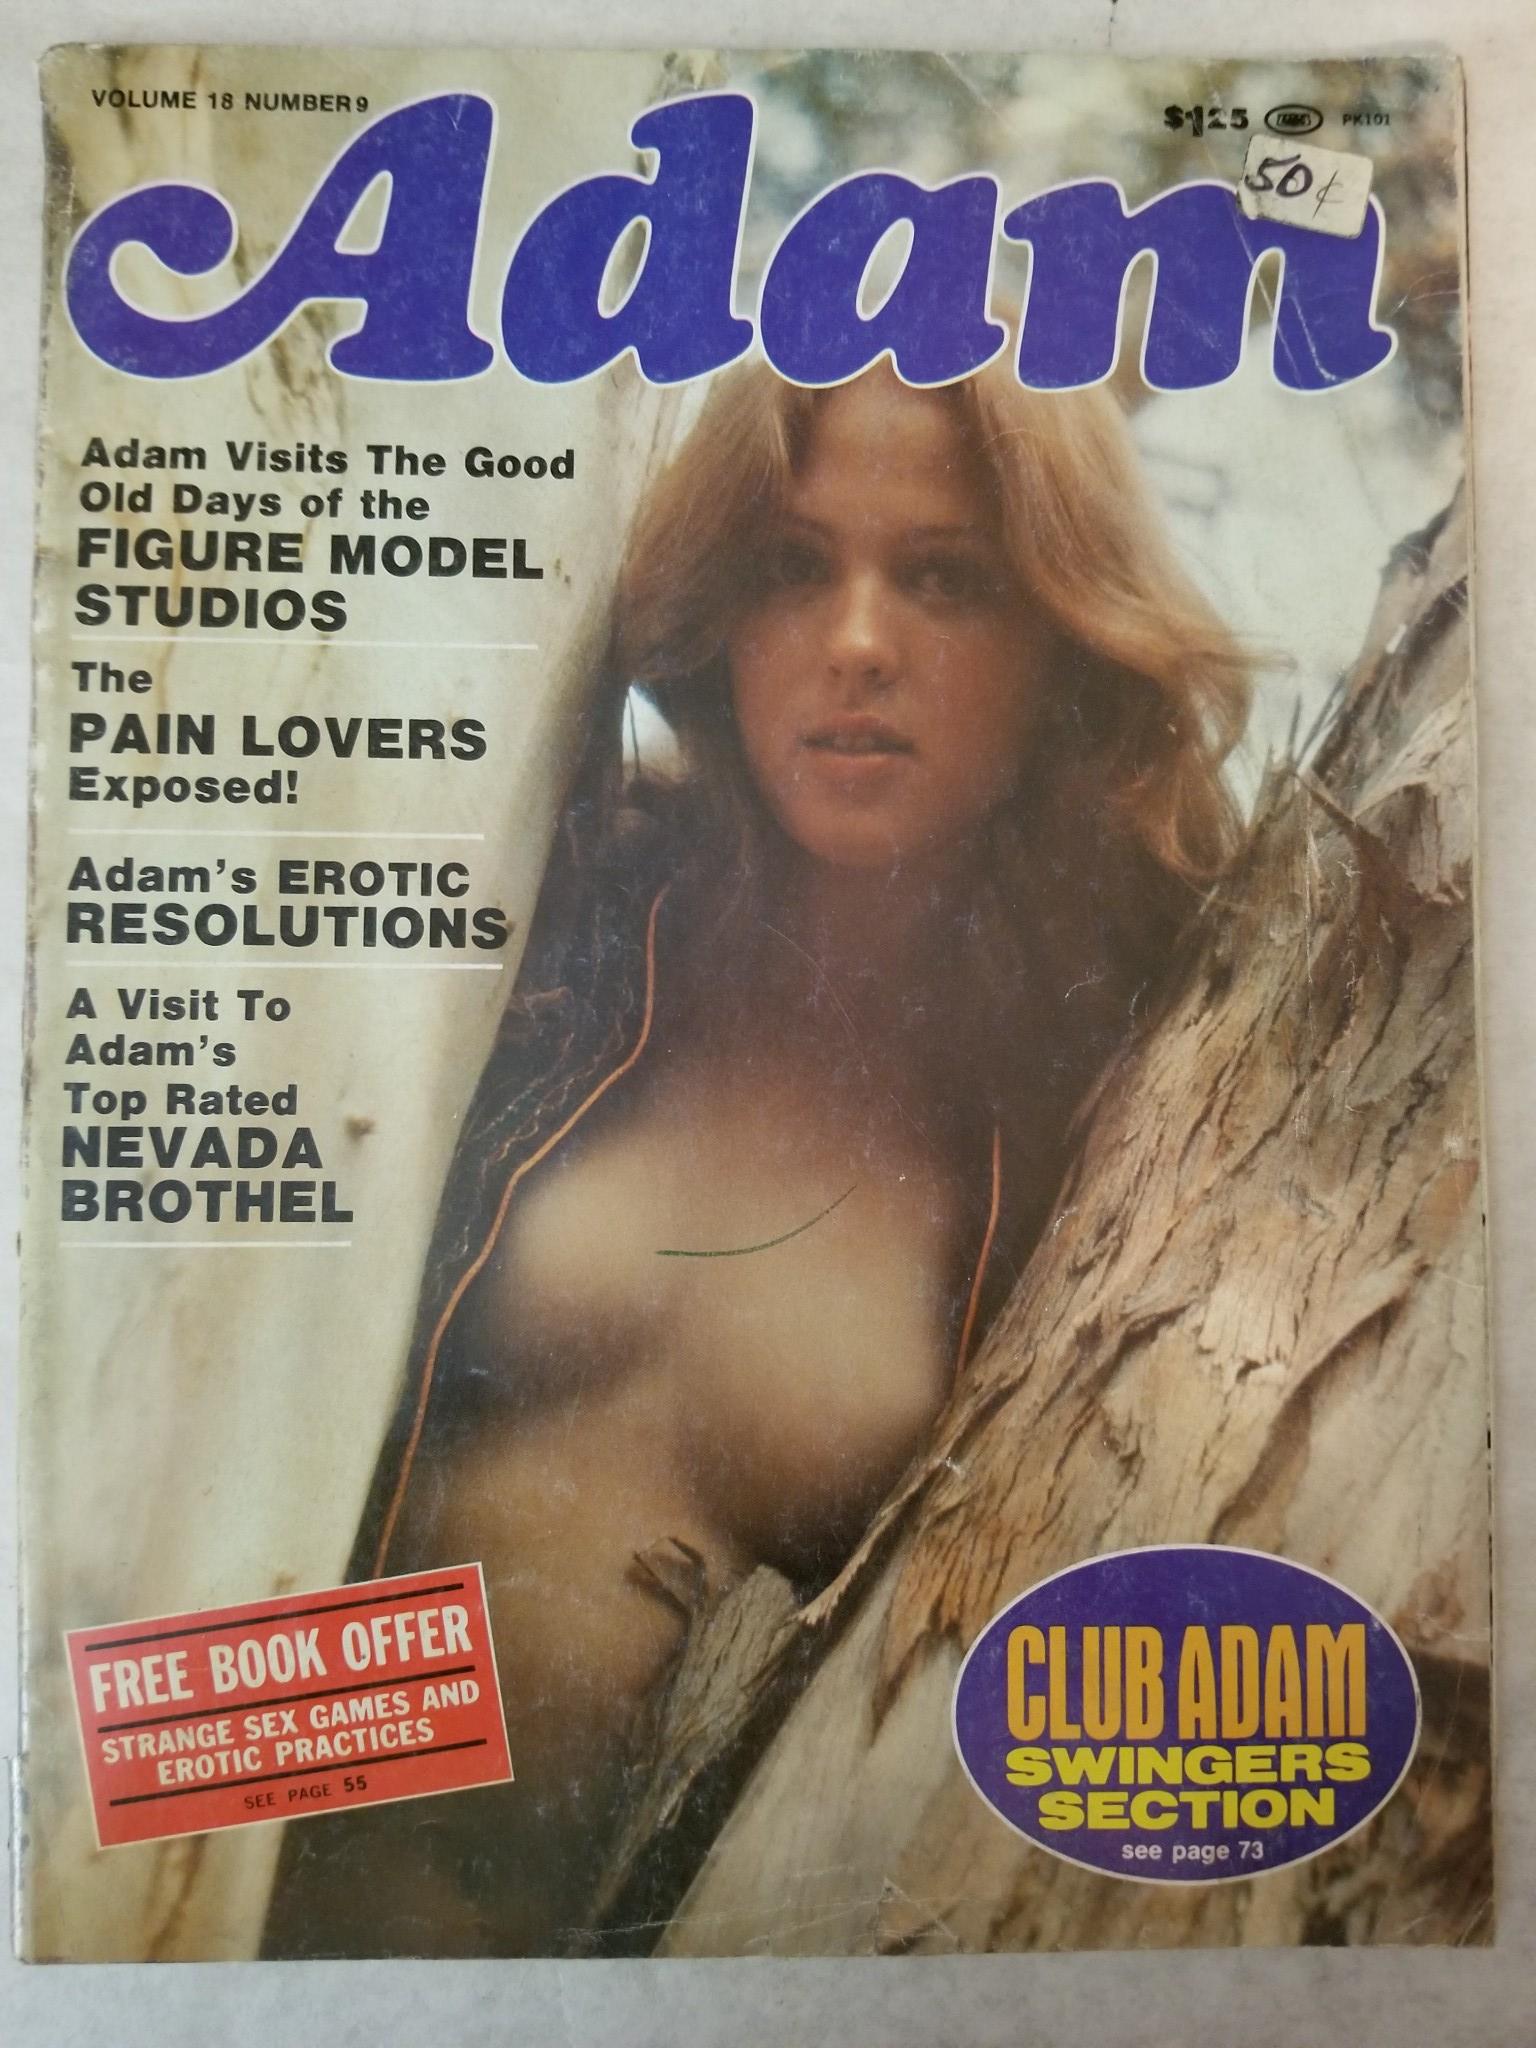 VOLUME 18 NUMBER 9
Adam
$1.25
PK101
50¢
Adam Visits The Good
Old Days of the
FIGURE MODEL
STUDIOS
The
PAIN LOVERS
Exposed!
Adam's EROTIC
RESOLUTIONS
A Visit To
Adam's
Top Rated
NEVADA
BROTHEL
FREE BOOK OFFER
STRANGE SEX GAMES AND
EROTIC PRACTICES
SEE PAGE 55
CLUB ADAM
SWINGERS
SECTION
see page 73